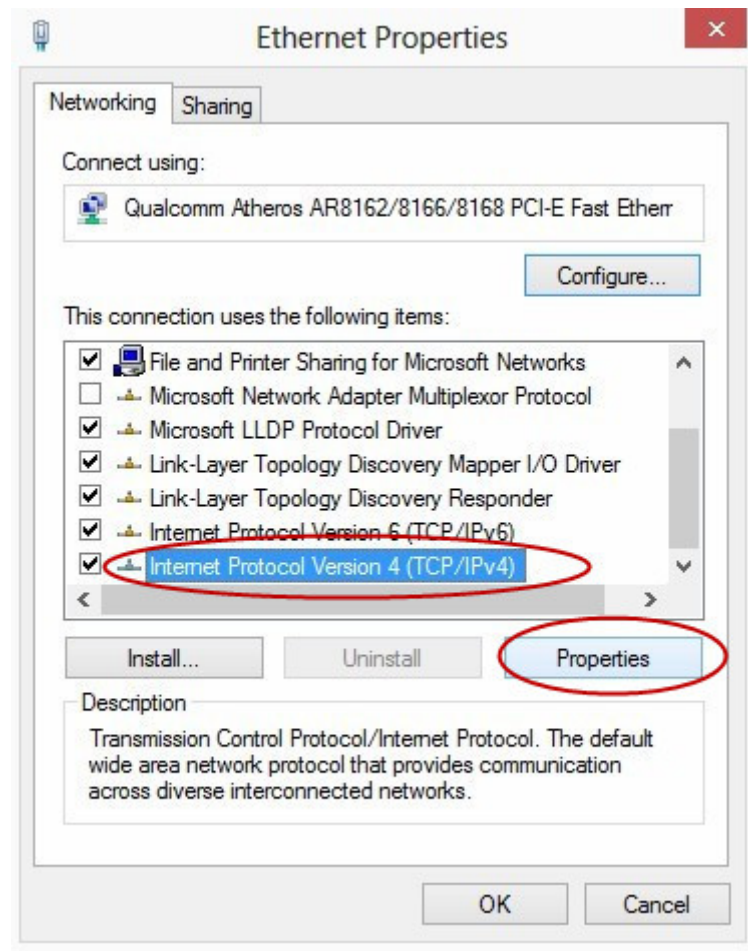 Ethernet Properties
Networking
Sharing
Connect using:
Qualcomm Atheros AR8162/8166/8168 PCI-E Fast Ethern
Configure...
This connection uses the following items:
File and Printer Sharing for Microsoft Networks
Microsoft Network Adapter Multiplexor Protocol
Microsoft LLDP Protocol Driver
Link-Layer Topology Discovery Mapper I/O Driver
Link-Layer Topology Discovery Responder
Internet Protocol Version 6 (TCP/IPv6)
Internet Protocol Version 4 (TCP/IPv4)
Install...
Uninstall
Properties
Description
Transmission Control Protocol/Internet Protocol. The default
wide area network protocol that provides communication
across diverse interconnected networks.
OK
Cancel